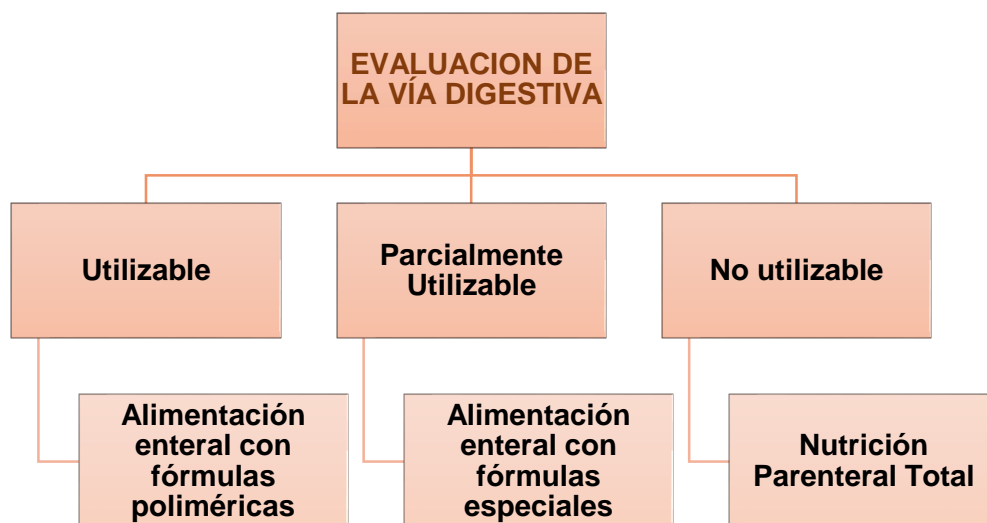 EVALUACION DE
LA VÍA DIGESTIVA
Utilizable
Parcialmente
Utilizable
No utilizable
Alimentación
enteral con
fórmulas
poliméricas
Alimentación
enteral con
fórmulas
especiales
Nutrición
Parenteral Total